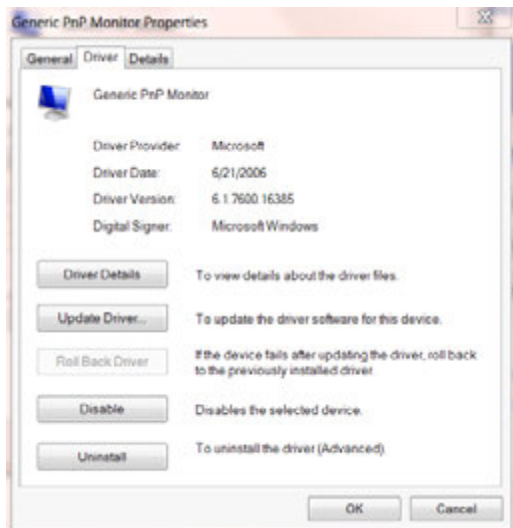 Generic PnP Monitor Properties
General Driver Details
Generic PnP Monitor
Driver Provider: Microsoft
Driver Date: 6/21/2006
Driver Version: 6.1.7600.16385
Digital Signer: Microsoft Windows
Driver Details To view details about the driver files.
Update Driver... To update the driver software for this device.
Roll Back Driver If the device fails after updating the driver, roll back
to the previously installed driver.
Disable Disables the selected device.
Uninstall To uninstall the driver (Advanced).
OK Cancel